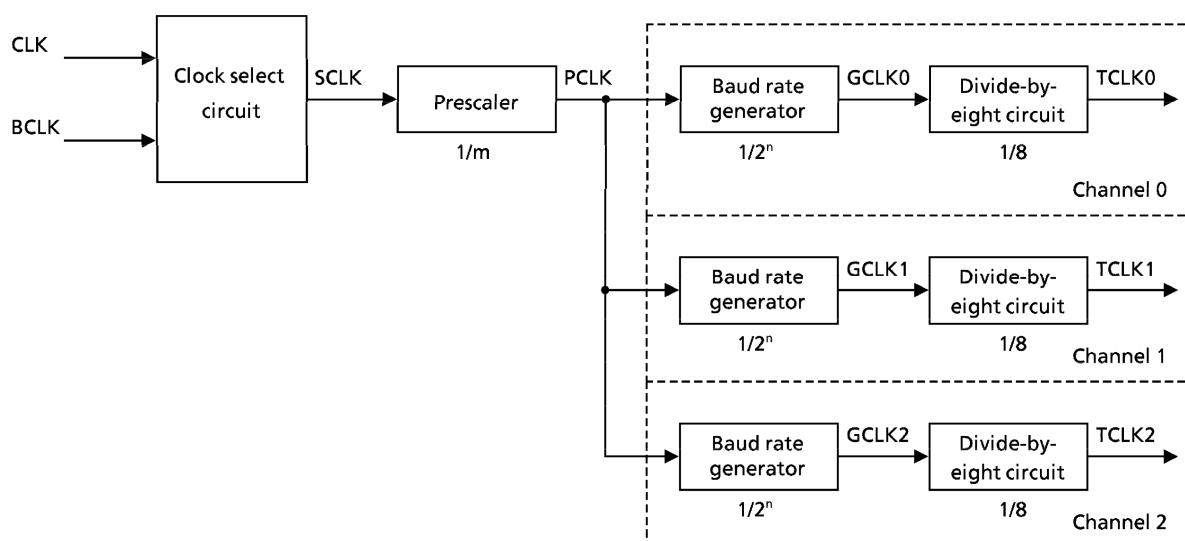 CLK
BCLK
Clock select
circuit
SCLK
Prescaler
1/m
PCLK
Baud rate
generator
1/2ⁿ
GCLK0
Divide-by-
eight circuit
1/8
TCLK0
Channel 0
Baud rate
generator
1/2ⁿ
GCLK1
Divide-by-
eight circuit
1/8
TCLK1
Channel 1
Baud rate
generator
1/2ⁿ
GCLK2
Divide-by-
eight circuit
1/8
TCLK2
Channel 2